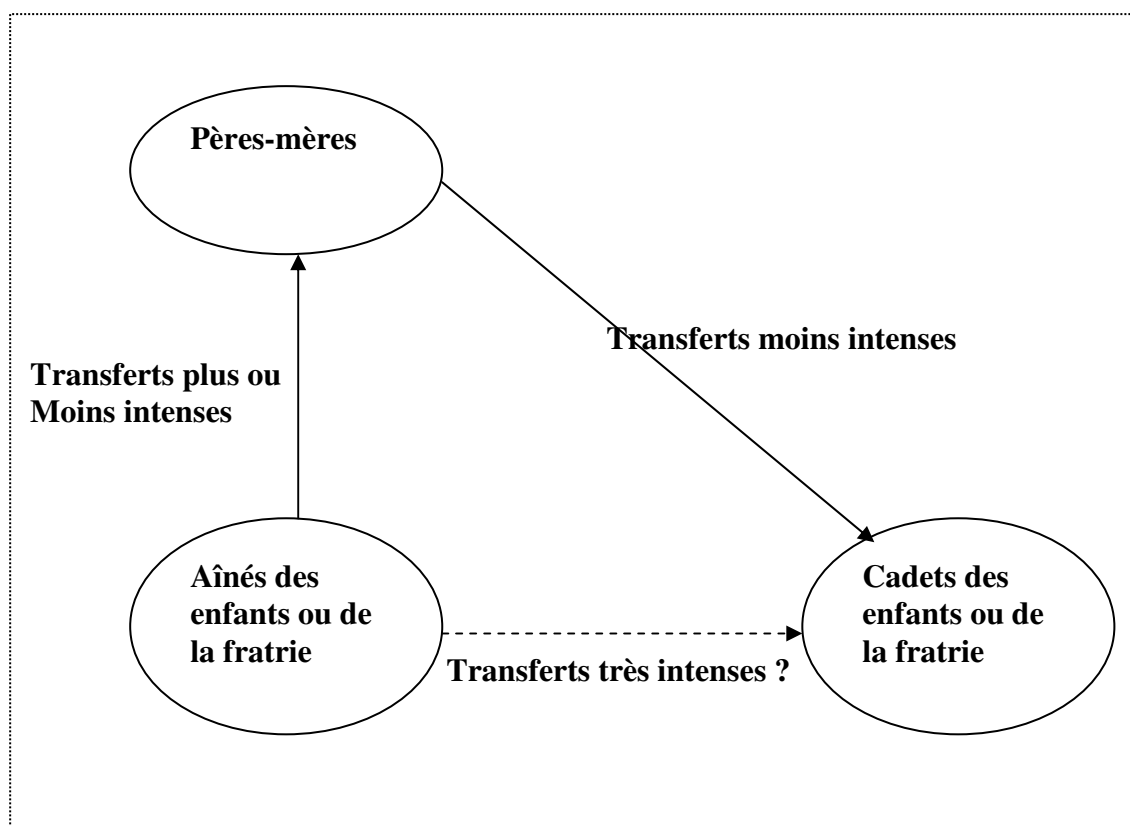 Pères-mères
Transferts moins intenses
Transferts plus ou
Moins intenses
Aînés des
enfants ou de
la fratrie
Cadets des
enfants ou de
la fratrie
Transferts très intenses ?